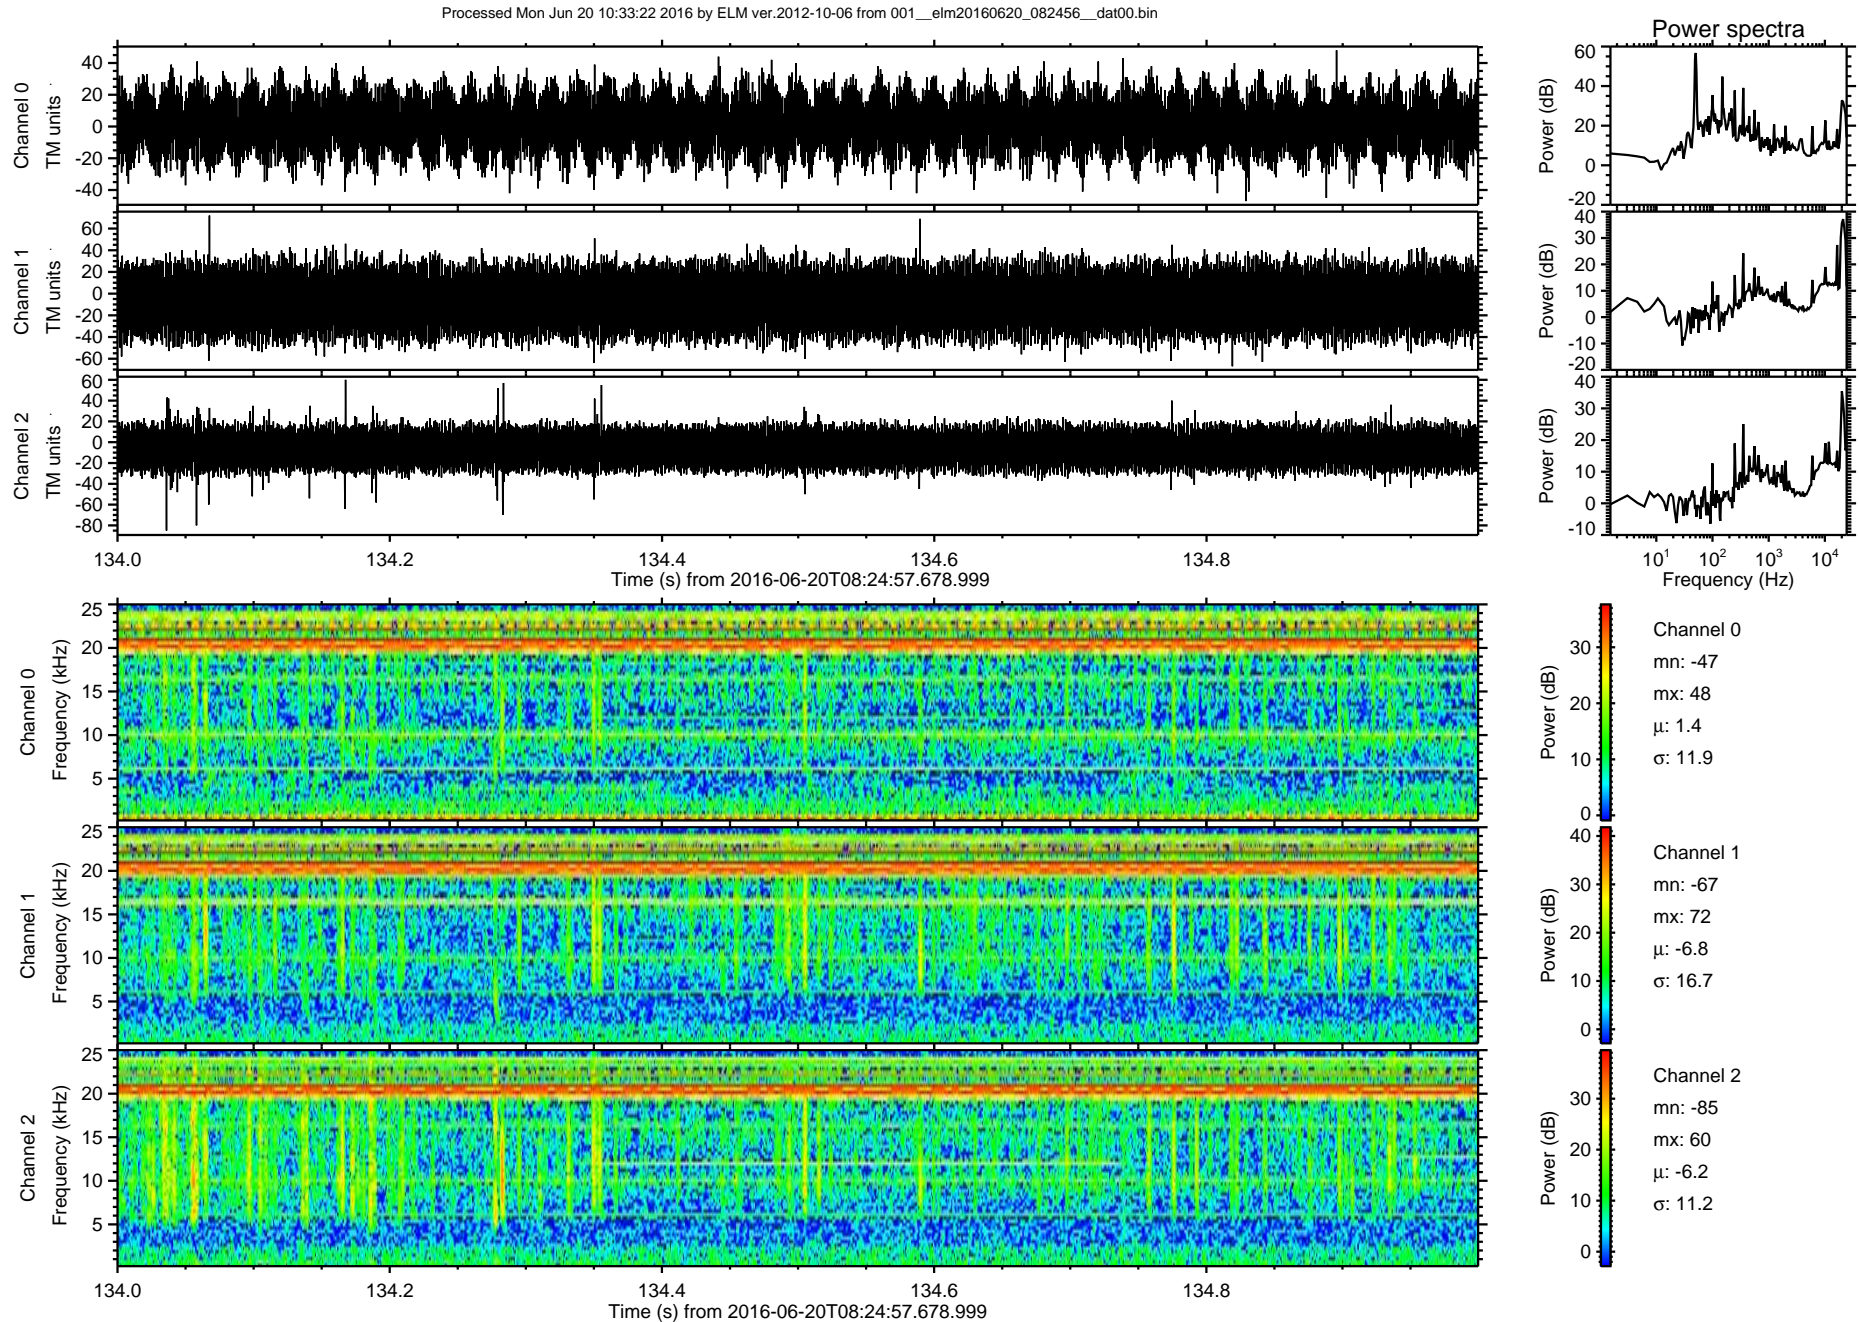 Processed Mon Jun 20 10:33:22 2016 by ELM ver.2012-10-06 from 001__elm20160620_082456__dat00.bin
Power spectra
Channel 0
TM units
40
20
0
-20
-40
Power (dB)
60
40
20
0
-20
Channel 1
TM units
60
40
20
0
-20
-40
-60
Power (dB)
40
30
20
10
0
-10
-20
Channel 2
TM units
60
40
20
0
-20
-40
-60
-80
Power (dB)
40
30
20
10
0
-10
134.0 134.2 134.4 134.6 134.8
Time (s) from 2016-06-20T08:24:57.678.999
10¹ 10² 10³ 10⁴
Frequency (Hz)
Channel 0
Frequency (kHz)
25
20
15
10
5
Power (dB)
30
20
10
0
Channel 0
mn: -47
mx: 48
μ: 1.4
σ: 11.9
Channel 1
Frequency (kHz)
25
20
15
10
5
Power (dB)
40
30
20
10
0
Channel 1
mn: -67
mx: 72
μ: -6.8
σ: 16.7
Channel 2
Frequency (kHz)
25
20
15
10
5
Power (dB)
30
20
10
0
Channel 2
mn: -85
mx: 60
μ: -6.2
σ: 11.2
134.0 134.2 134.4 134.6 134.8
Time (s) from 2016-06-20T08:24:57.678.999